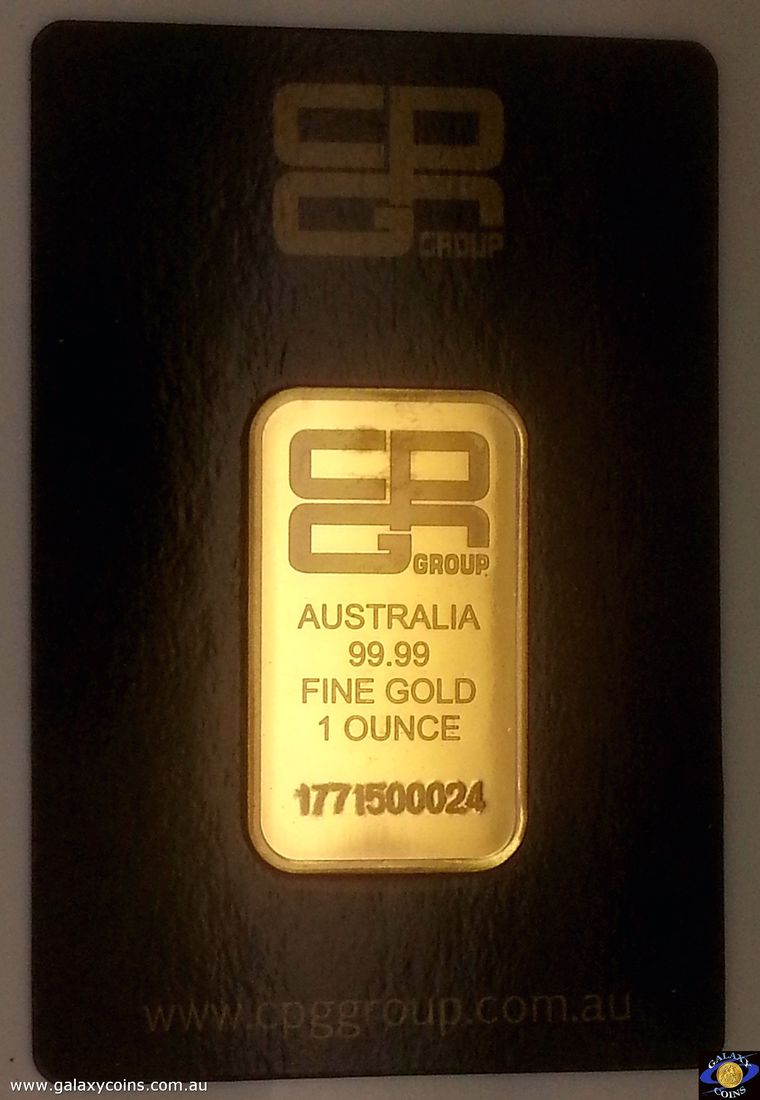 CPG
GROUP
CPG
GROUP
AUSTRALIA
99.99
FINE GOLD
1 OUNCE
1771500024
www.cpggroup.com.au
www.galaxycoins.com.au
GALAXY
COINS